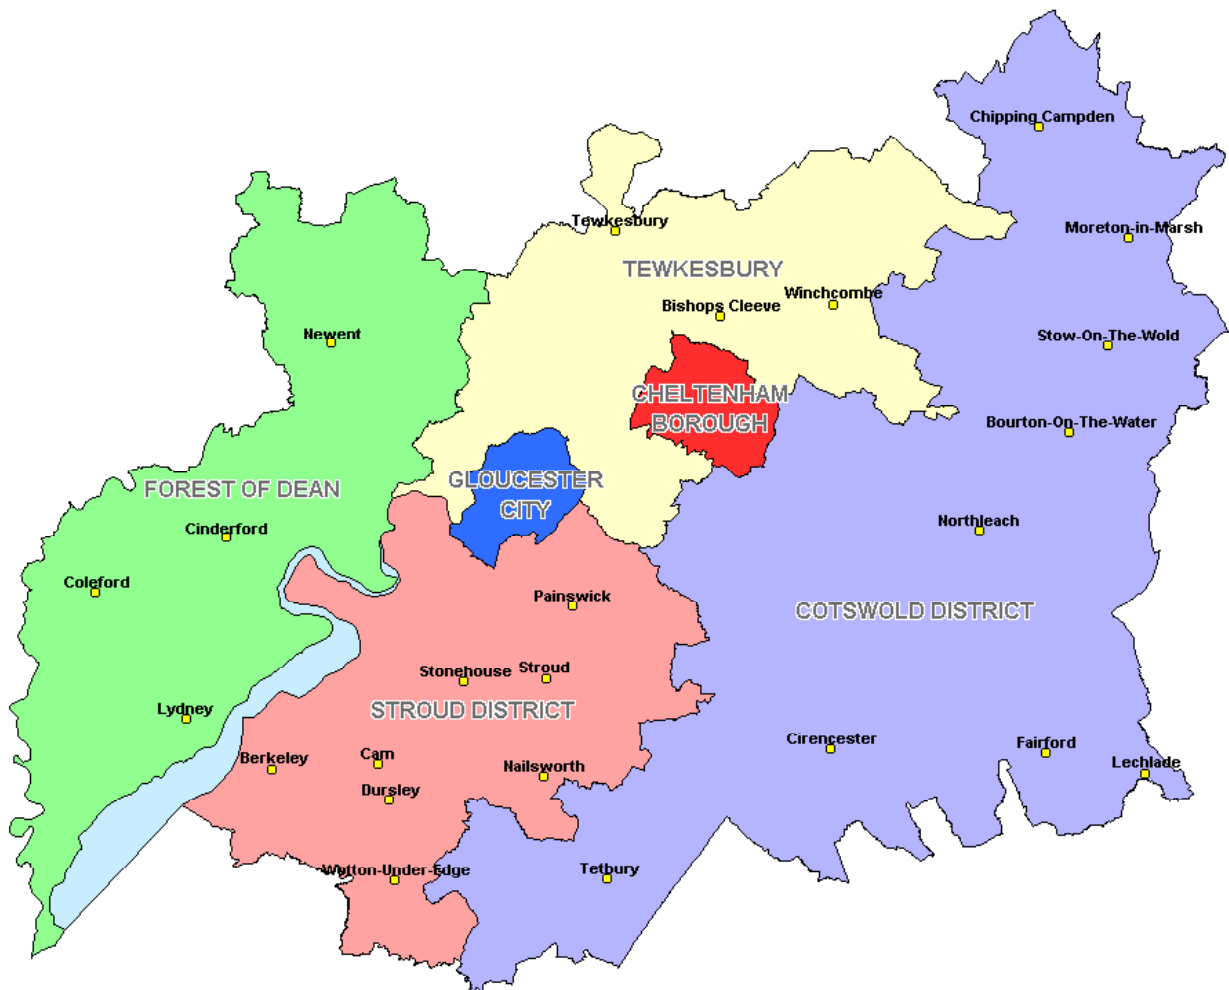 Chipping Campden
Tewkesbury
Moreton-in-Marsh
TEWKESBURY
Winchcombe
Bishops Cleeve
Newent
Stow-On-The-Wold
CHELTENHAM
BOROUGH
Bourton-On-The-Water
FOREST OF DEAN
GLOUCESTER
CITY
Northleach
Cinderford
Coleford
Painswick
COTSWOLD DISTRICT
Stonehouse
Stroud
Lydney
STROUD DISTRICT
Cirencester
Fairford
Berkeley
Cam
Nailsworth
Lechlade
Dursley
Wotton-Under-Edge
Tetbury